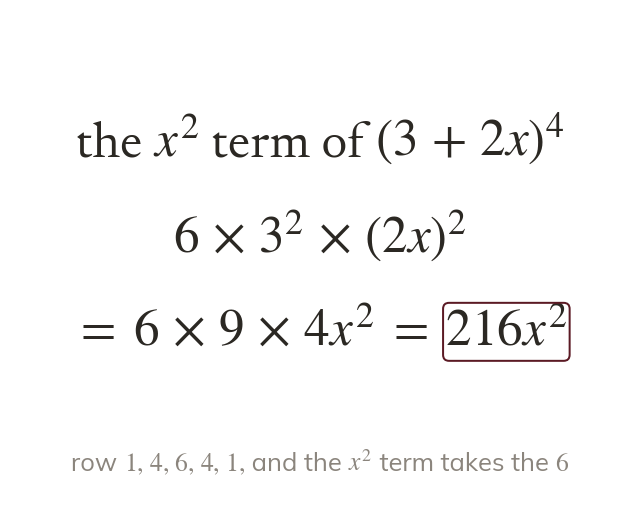 the x² term of (3 + 2x)⁴
6 × 3² × (2x)²
= 6 × 9 × 4x² = 216x²
row 1, 4, 6, 4, 1, and the x² term takes the 6